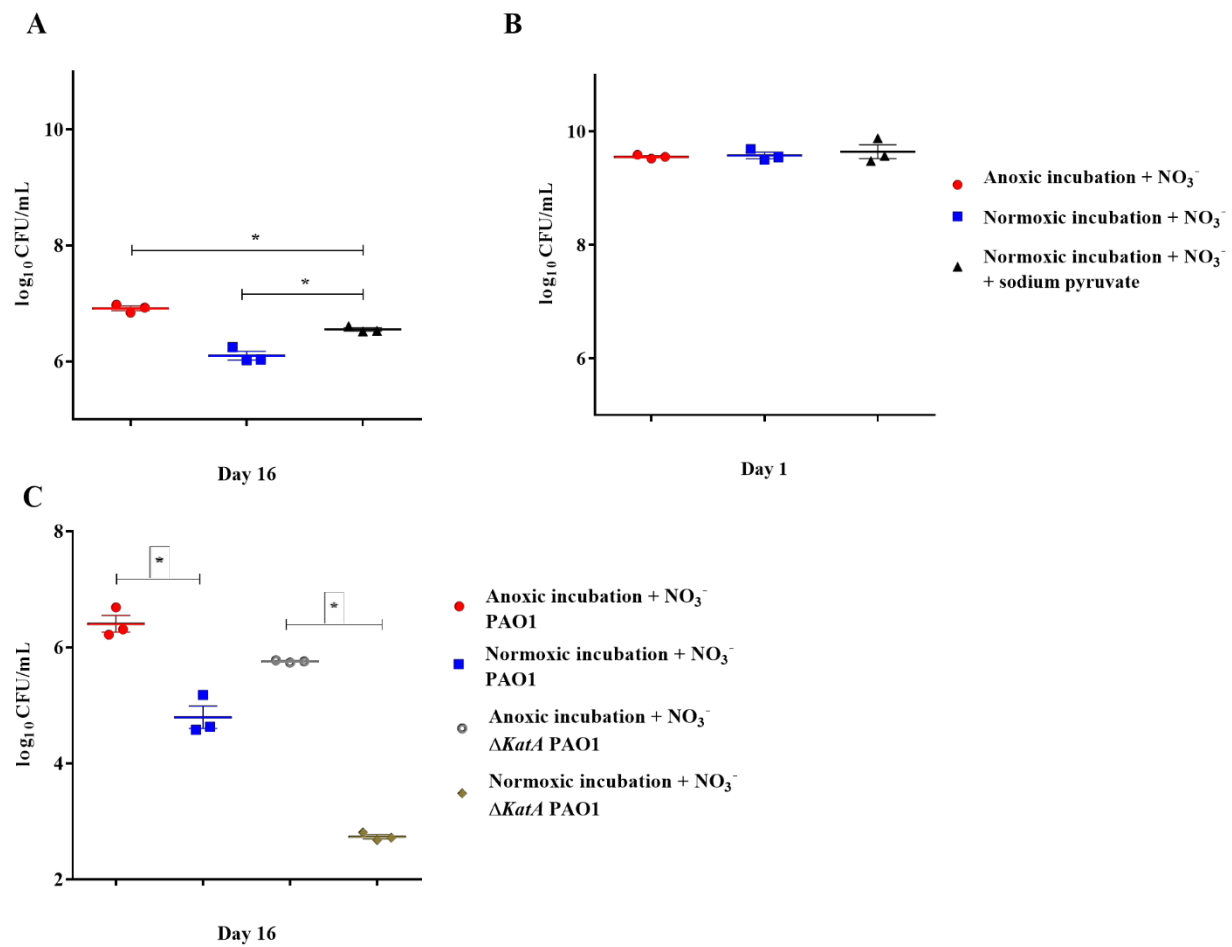 A
10
8
6
log10 CFU/mL
*
*
Day 16
B
10
8
6
log10 CFU/mL
Day 1
Anoxic incubation + NO3⁻
Normoxic incubation + NO3⁻
Normoxic incubation + NO3⁻
+ sodium pyruvate
C
8
6
4
2
log10 CFU/mL
*
*
Day 16
Anoxic incubation + NO3⁻
PAO1
Normoxic incubation + NO3⁻
PAO1
Anoxic incubation + NO3⁻
ΔKatA PAO1
Normoxic incubation + NO3⁻
ΔKatA PAO1